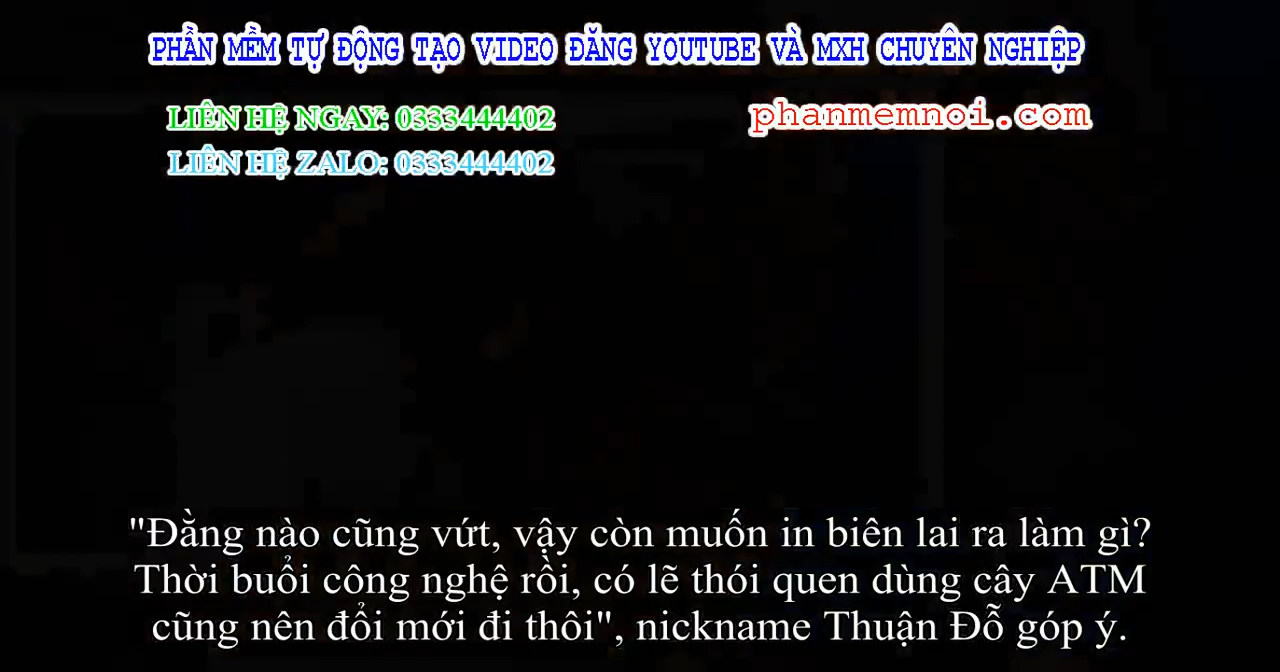 PHẦN MỀM TỰ ĐỘNG TẠO VIDEO ĐĂNG YOUTUBE VÀ MXH CHUYÊN NGHIỆP
LIÊN HỆ NGAY: 0333444402
phanmemnoi.com
LIÊN HỆ ZALO: 0333444402
"Đằng nào cũng vứt, vậy còn muốn in biên lai ra làm gì?
Thời buổi công nghệ rồi, có lẽ thói quen dùng cây ATM
cũng nên đổi mới đi thôi", nickname Thuận Đỗ góp ý.